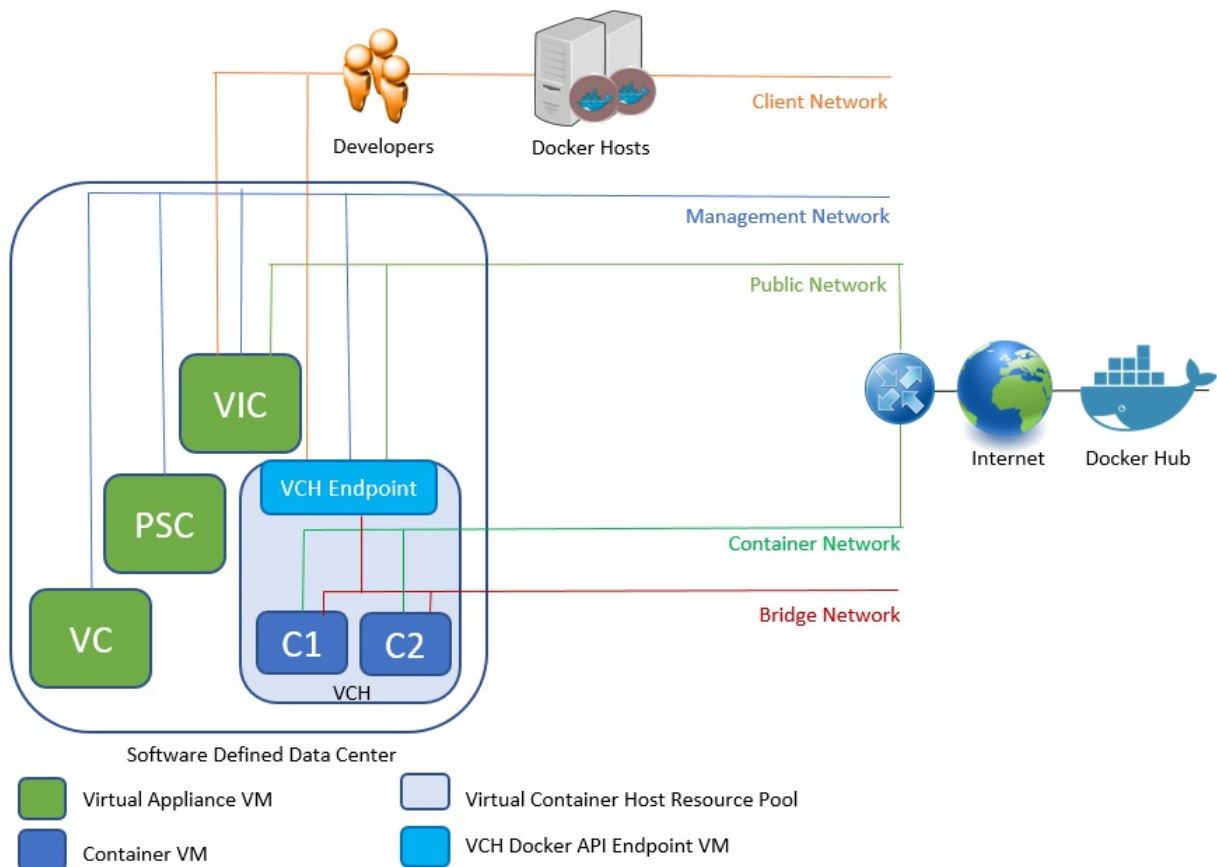 Client Network
Developers
Docker Hosts
Management Network
Public Network
VIC
Internet
Docker Hub
VCH Endpoint
PSC
Container Network
Bridge Network
VC
C1
C2
VCH
Software Defined Data Center
Virtual Appliance VM
Virtual Container Host Resource Pool
Container VM
VCH Docker API Endpoint VM